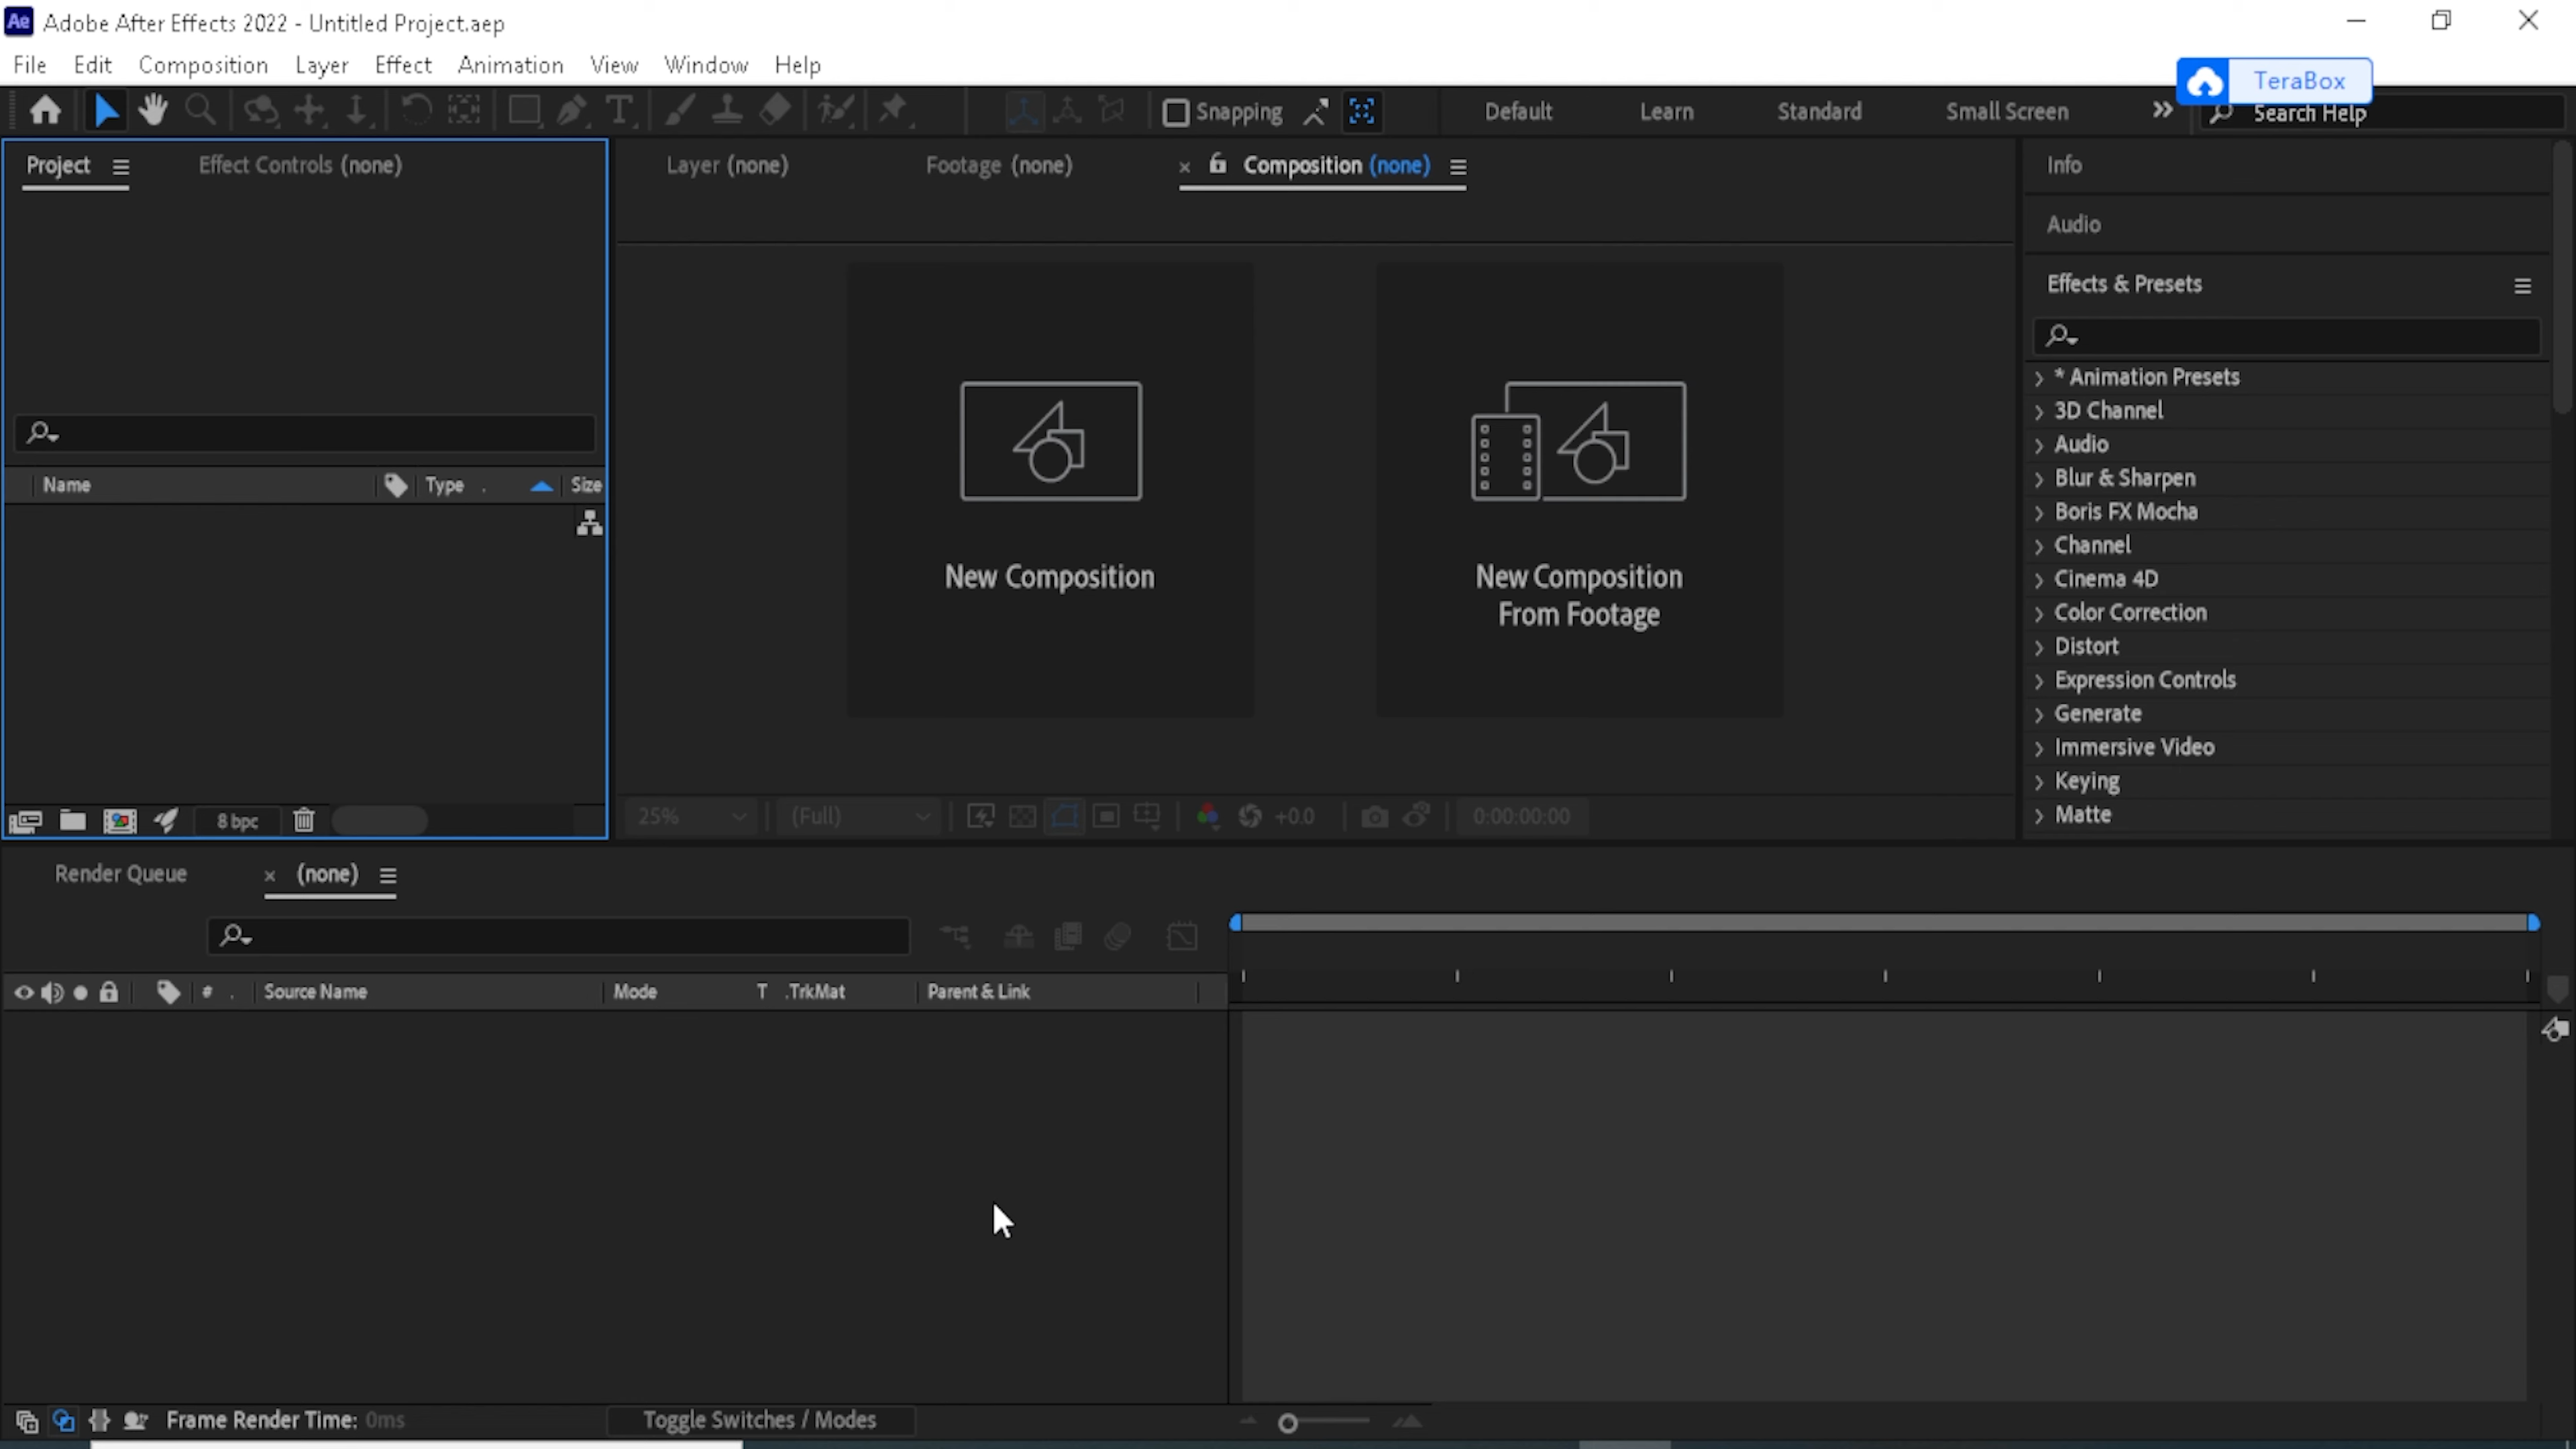 Ae Adobe After Effects 2022 - Untitled Project.aep
File Edit Composition Layer Effect Animation View Window Help
TeraBox
Snapping Default Learn Standard Small Screen Search Help
Project Effect Controls (none)
Layer (none) Footage (none) × Composition (none)
Info
Audio
Effects & Presets
* Animation Presets
3D Channel
Audio
Blur & Sharpen
Boris FX Mocha
Channel
Cinema 4D
Color Correction
Distort
Expression Controls
Generate
Immersive Video
Keying
Matte
Name Type . Size
New Composition
New Composition
From Footage
8 bpc
25% (Full) +0.0 0:00:00:00
Render Queue × (none)
# . Source Name Mode T .TrkMat Parent & Link
Frame Render Time: 0ms Toggle Switches / Modes